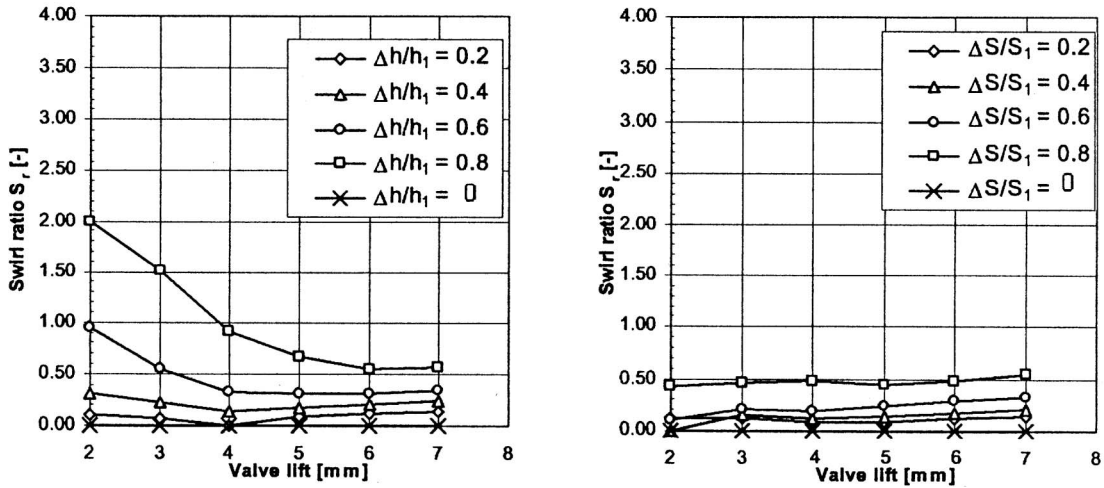 4.00
3.50
3.00
2.50
2.00
1.50
1.00
0.50
0.00
Swirl ratio S r [-]
Δh/h1 = 0.2
Δh/h1 = 0.4
Δh/h1 = 0.6
Δh/h1 = 0.8
Δh/h1 = 0
2 3 4 5 6 7 8
Valve lift [mm]
4.00
3.50
3.00
2.50
2.00
1.50
1.00
0.50
0.00
Swirl ratio S r [-]
ΔS/S1 = 0.2
ΔS/S1 = 0.4
ΔS/S1 = 0.6
ΔS/S1 = 0.8
ΔS/S1 = 0
2 3 4 5 6 7 8
Valve lift [mm]